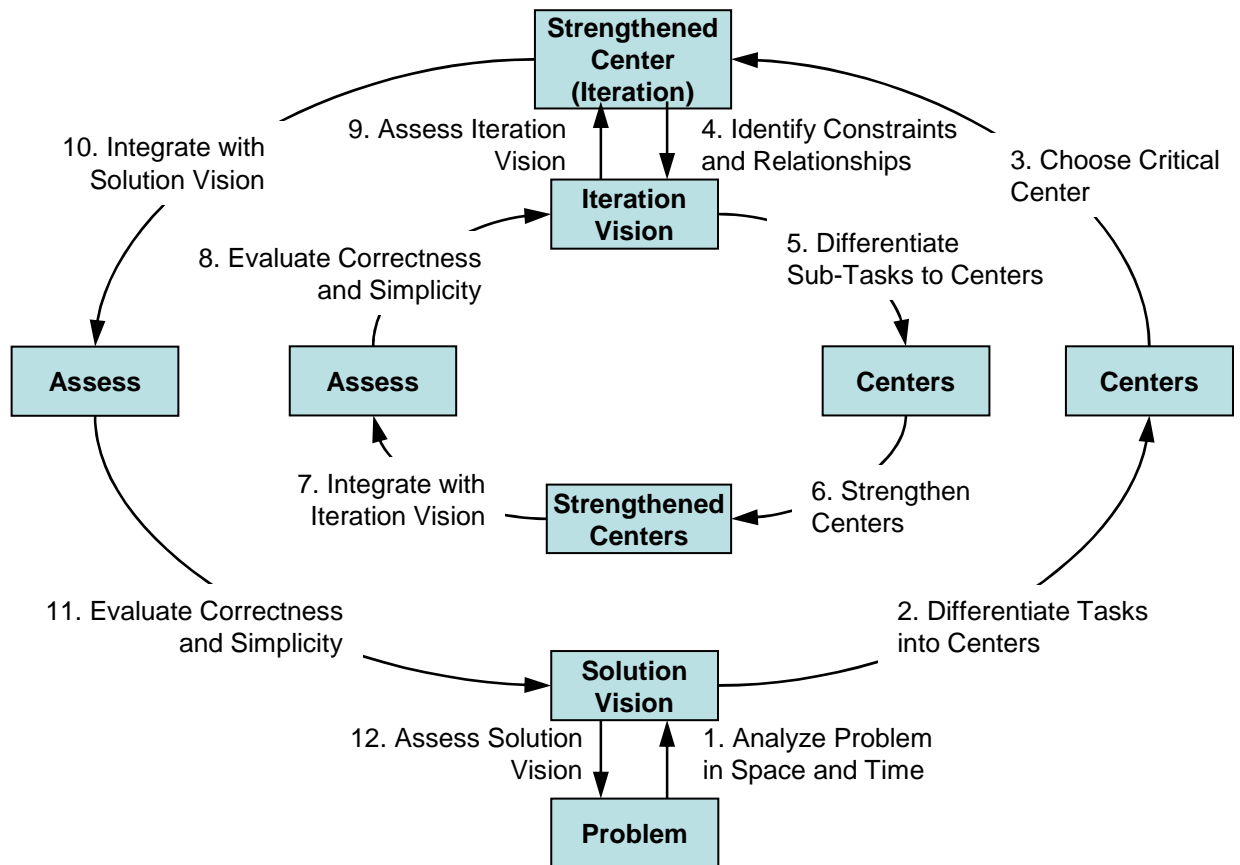 Strengthened
Center
(Iteration)
9. Assess Iteration
Vision
4. Identify Constraints
and Relationships
10. Integrate with
Solution Vision
3. Choose Critical
Center
Iteration
Vision
8. Evaluate Correctness
and Simplicity
5. Differentiate
Sub-Tasks to Centers
Assess
Assess
Centers
Centers
7. Integrate with
Iteration Vision
Strengthened
Centers
6. Strengthen
Centers
11. Evaluate Correctness
and Simplicity
2. Differentiate Tasks
into Centers
Solution
Vision
12. Assess Solution
Vision
1. Analyze Problem
in Space and Time
Problem